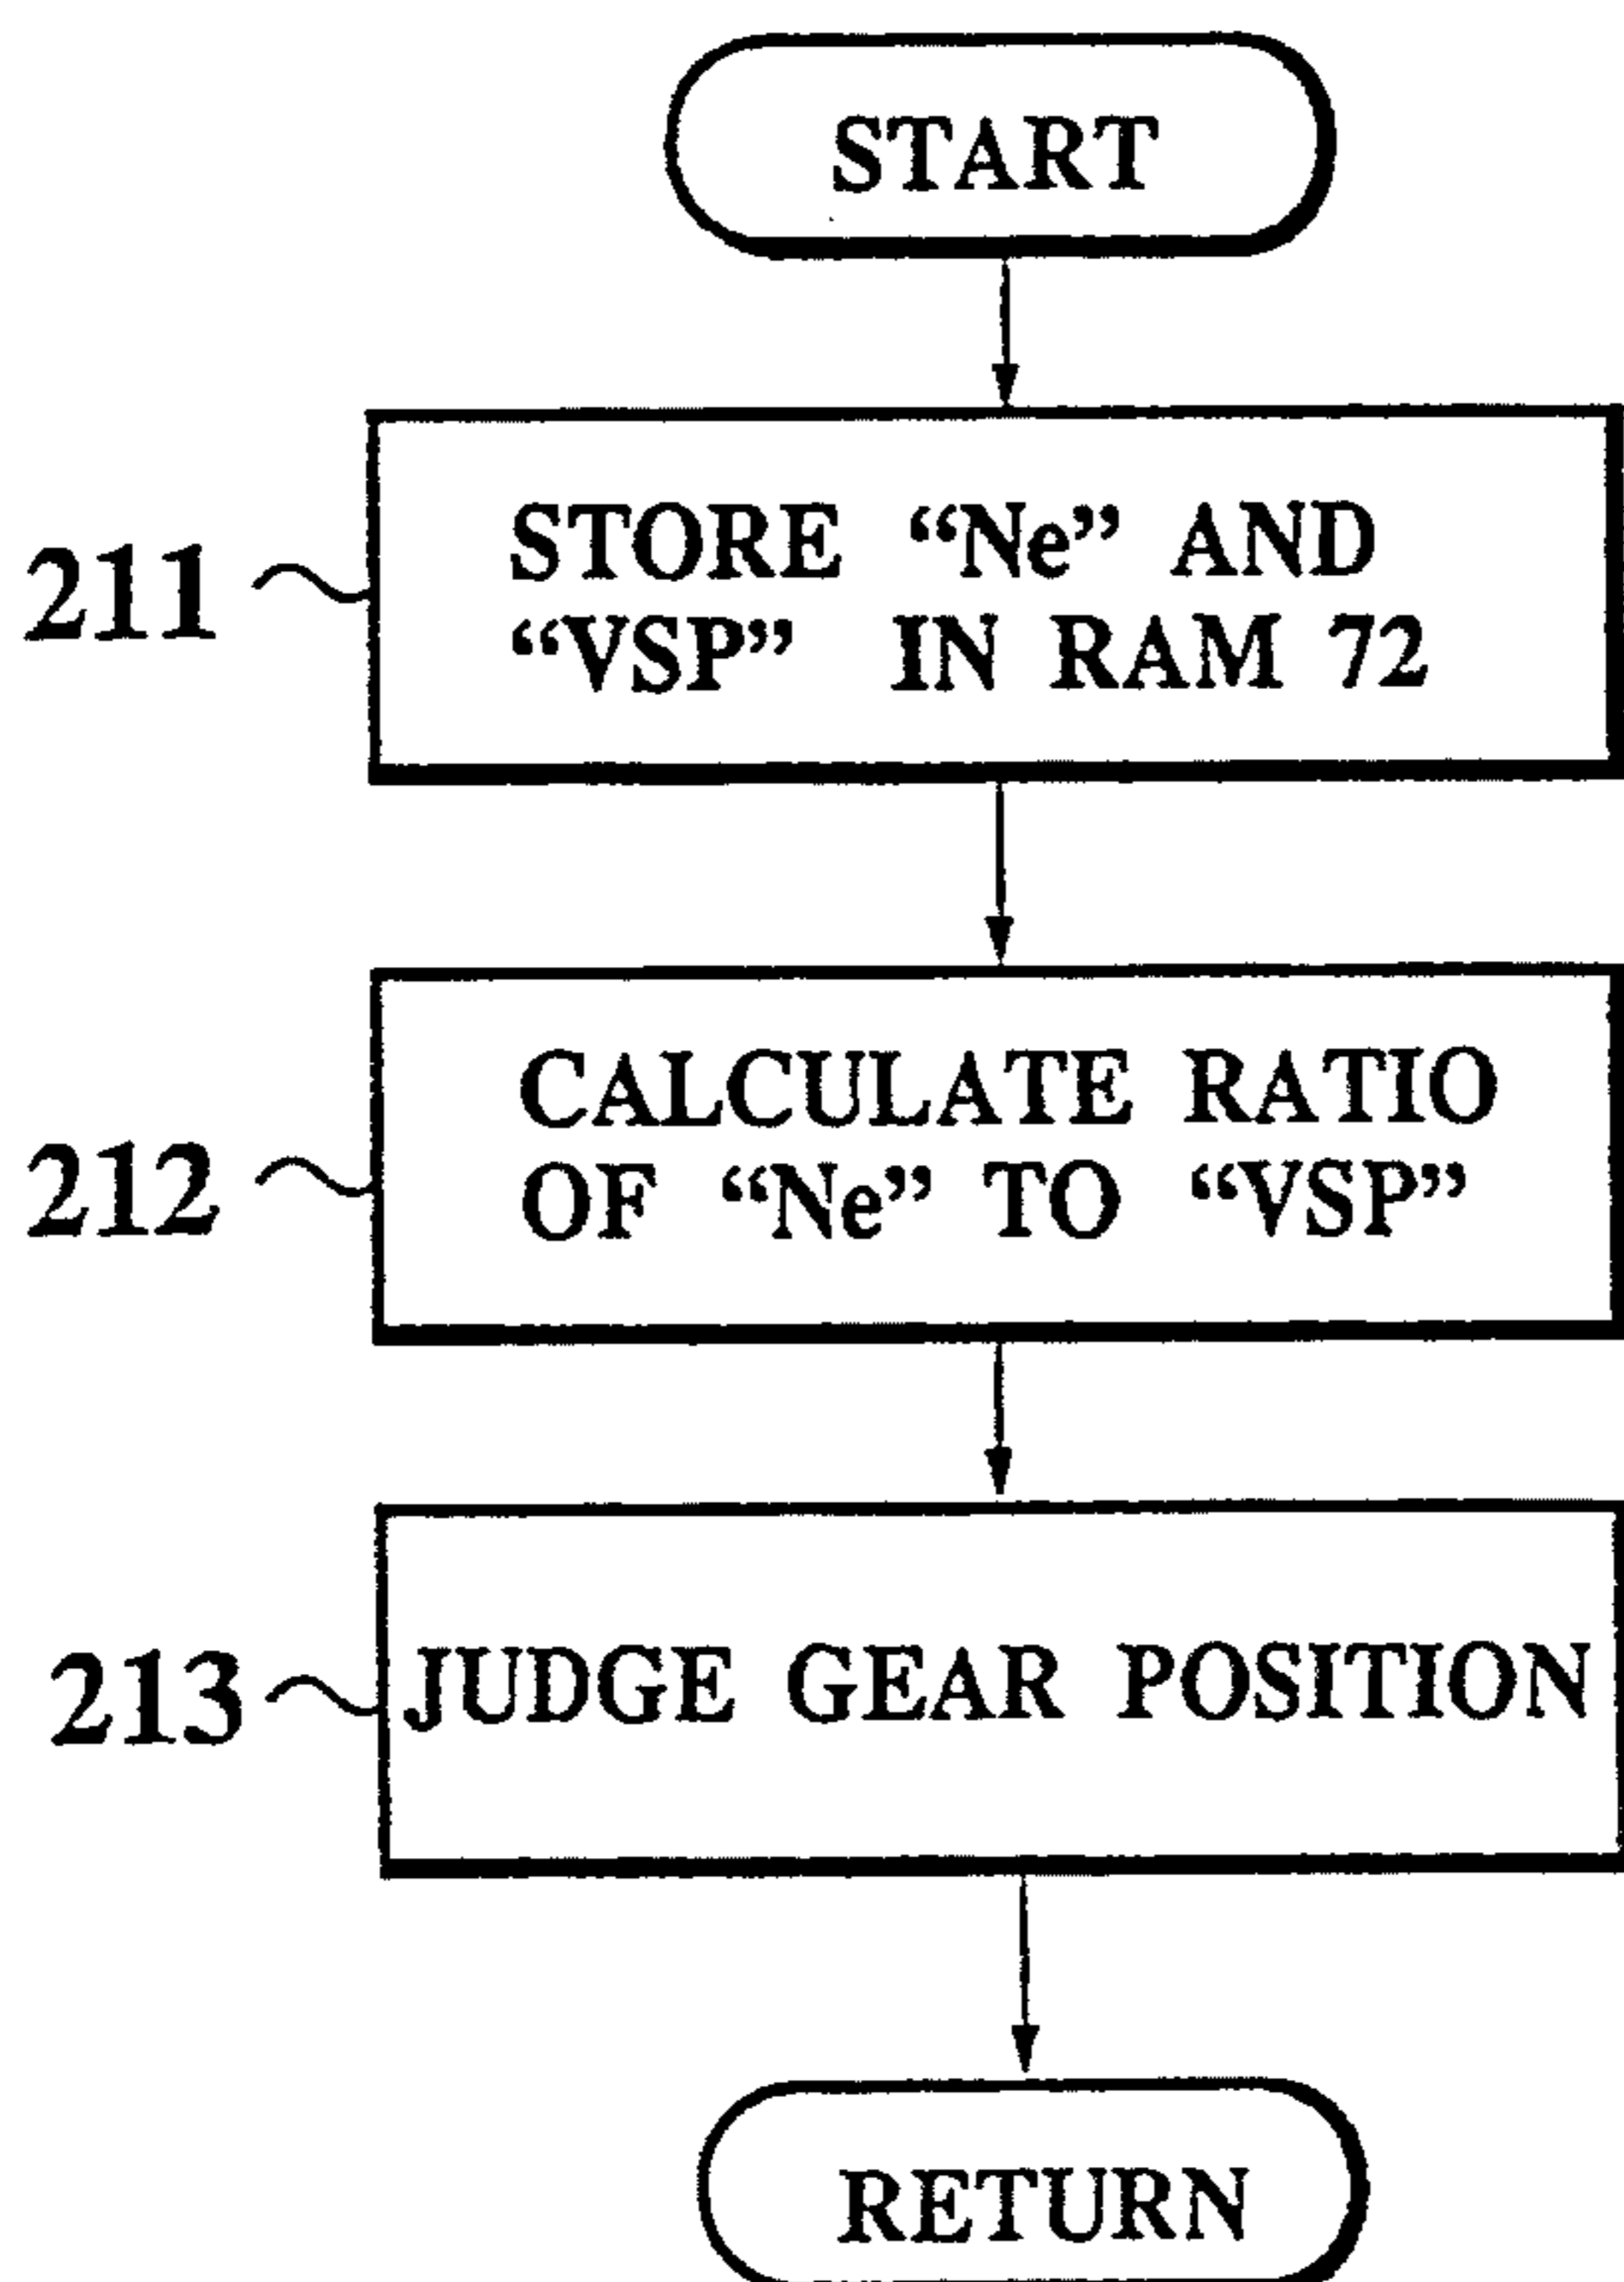 START
211
STORE “Ne” AND
“VSP” IN RAM 72
212
CALCULATE RATIO
OF “Ne” TO “VSP”
213
JUDGE GEAR POSITION
RETURN